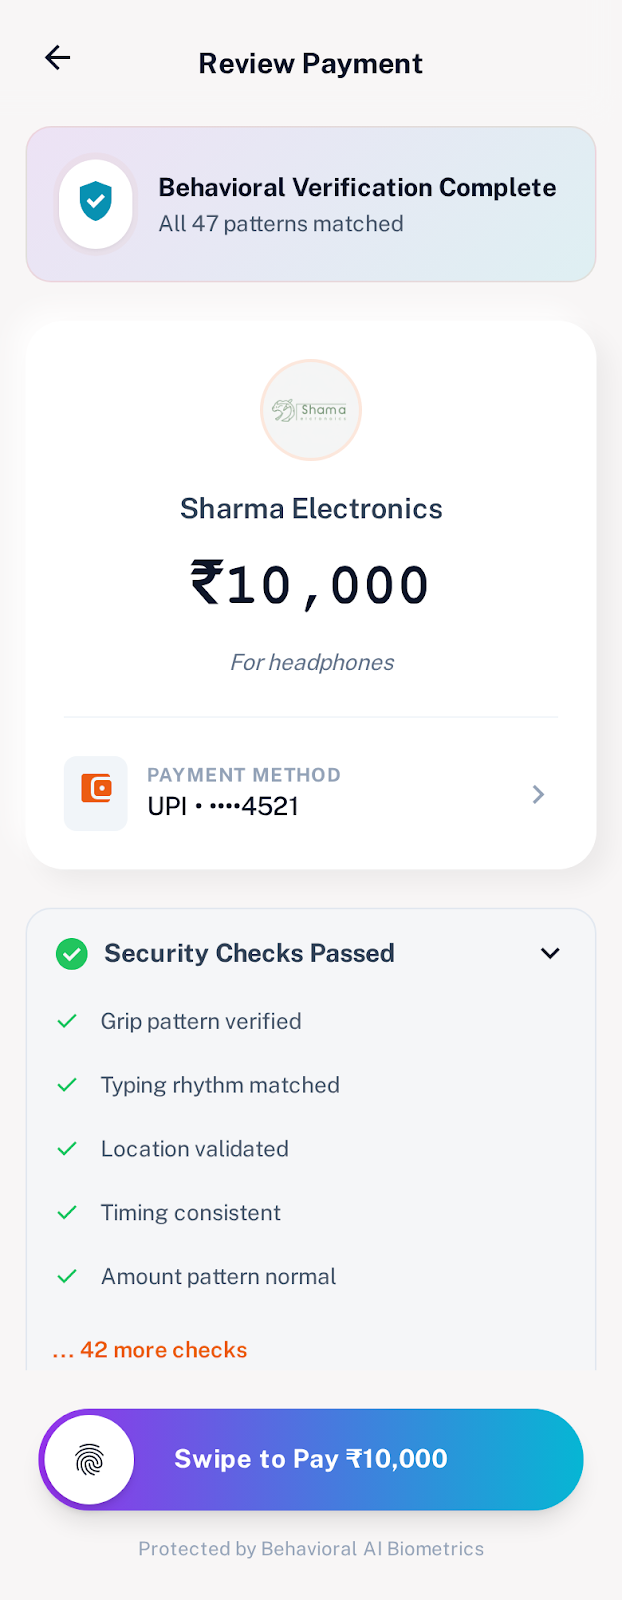 Review Payment
Behavioral Verification Complete
All 47 patterns matched
Shama
electronics
Sharma Electronics
₹10,000
For headphones
PAYMENT METHOD
UPI • ••••4521
Security Checks Passed
Grip pattern verified
Typing rhythm matched
Location validated
Timing consistent
Amount pattern normal
... 42 more checks
Swipe to Pay ₹10,000
Protected by Behavioral AI Biometrics